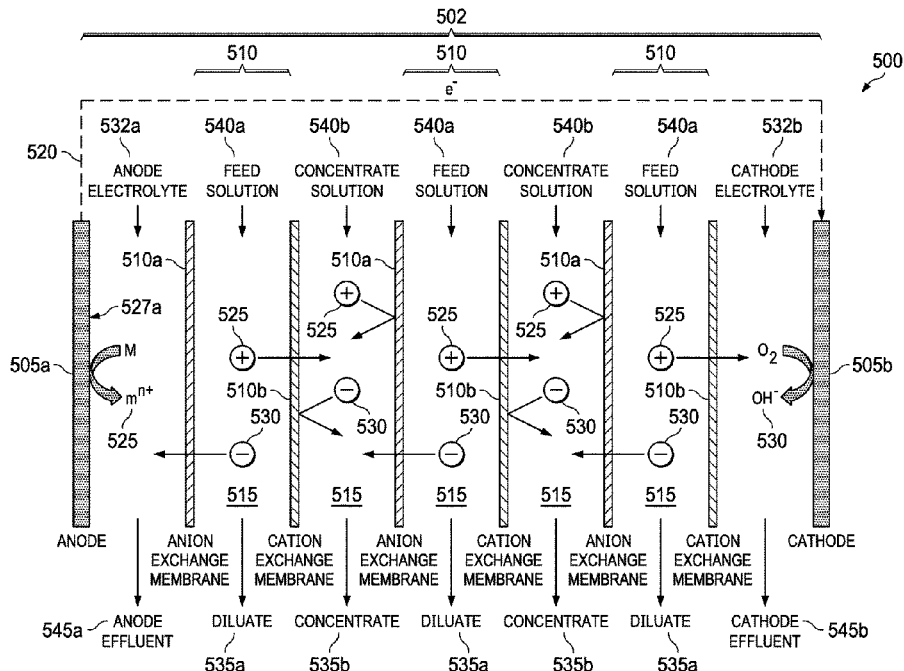 502
510 510 510
e⁻
500
532a 540a 540b 540a 540b 540a 532b
520
ANODE ELECTROLYTE
FEED SOLUTION
CONCENTRATE SOLUTION
FEED SOLUTION
CONCENTRATE SOLUTION
FEED SOLUTION
CATHODE ELECTROLYTE
510a 510a 510a
527a
+ +
525 525 525 525 525
+ + +
505a
M
O₂
505b
mⁿ⁺
525
510b 510b 510b
− −
OH⁻
530
530 530 530 530 530
− − −
515 515 515 515 515
ANODE
ANION EXCHANGE MEMBRANE
CATION EXCHANGE MEMBRANE
ANION EXCHANGE MEMBRANE
CATION EXCHANGE MEMBRANE
ANION EXCHANGE MEMBRANE
CATION EXCHANGE MEMBRANE
CATHODE
545a
ANODE EFFLUENT
DILUATE
CONCENTRATE
DILUATE
CONCENTRATE
DILUATE
CATHODE EFFLUENT
545b
535a 535b 535a 535b 535a